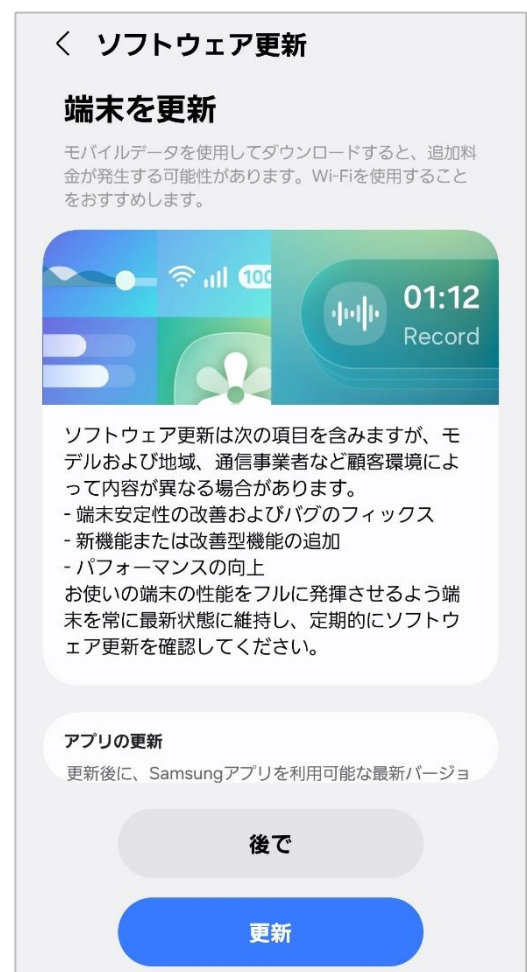 ソフトウェア更新
端末を更新
モバイルデータを使用してダウンロードすると、追加料
金が発生する可能性があります。Wi-Fiを使用すること
をおすすめします。
100
01:12
Record
ソフトウェア更新は次の項目を含みますが、モ
デルおよび地域、通信事業者など顧客環境によ
って内容が異なる場合があります。
- 端末安定性の改善およびバグのフィックス
- 新機能または改善型機能の追加
- パフォーマンスの向上
お使いの端末の性能をフルに発揮させるよう端
末を常に最新状態に維持し、定期的にソフトウ
ェア更新を確認してください。
アプリの更新
更新後に、Samsungアプリを利用可能な最新バージョ
後で
更新